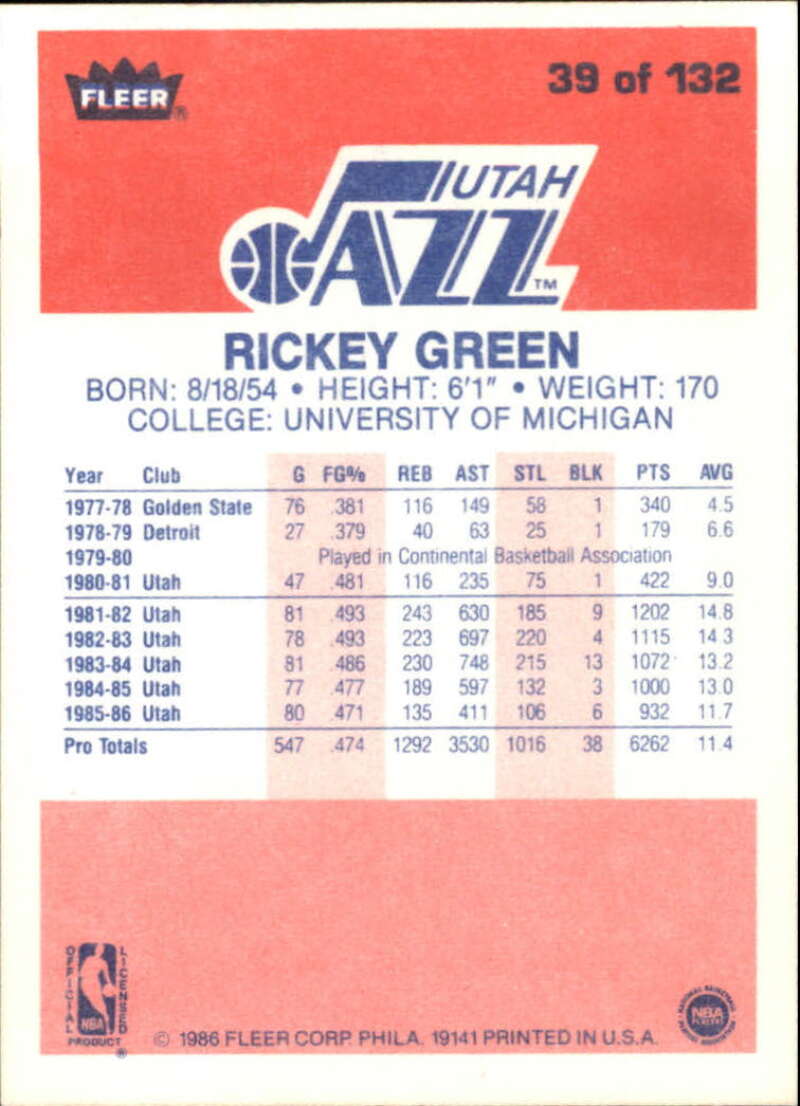 FLEER®
39 of 132
UTAH
JAZZ™
RICKEY GREEN
BORN: 8/18/54 • HEIGHT: 6'1" • WEIGHT: 170
COLLEGE: UNIVERSITY OF MICHIGAN
Year Club G FG% REB AST STL BLK PTS AVG
1977-78 Golden State 76 .381 116 149 58 1 340 4.5
1978-79 Detroit 27 .379 40 63 25 1 179 6.6
1979-80 Played in Continental Basketball Association
1980-81 Utah 47 .481 116 235 75 1 422 9.0
1981-82 Utah 81 .493 243 630 185 9 1202 14.8
1982-83 Utah 78 .493 223 697 220 4 1115 14.3
1983-84 Utah 81 .486 230 748 215 13 1072 13.2
1984-85 Utah 77 .477 189 597 132 3 1000 13.0
1985-86 Utah 80 .471 135 411 106 6 932 11.7
Pro Totals 547 .474 1292 3530 1016 38 6262 11.4
OFFICIAL
LICENSED
NBA
PRODUCT®
© 1986 FLEER CORP. PHILA. 19141 PRINTED IN U.S.A.
NATIONAL BASKETBALL
NBA
PLAYERS